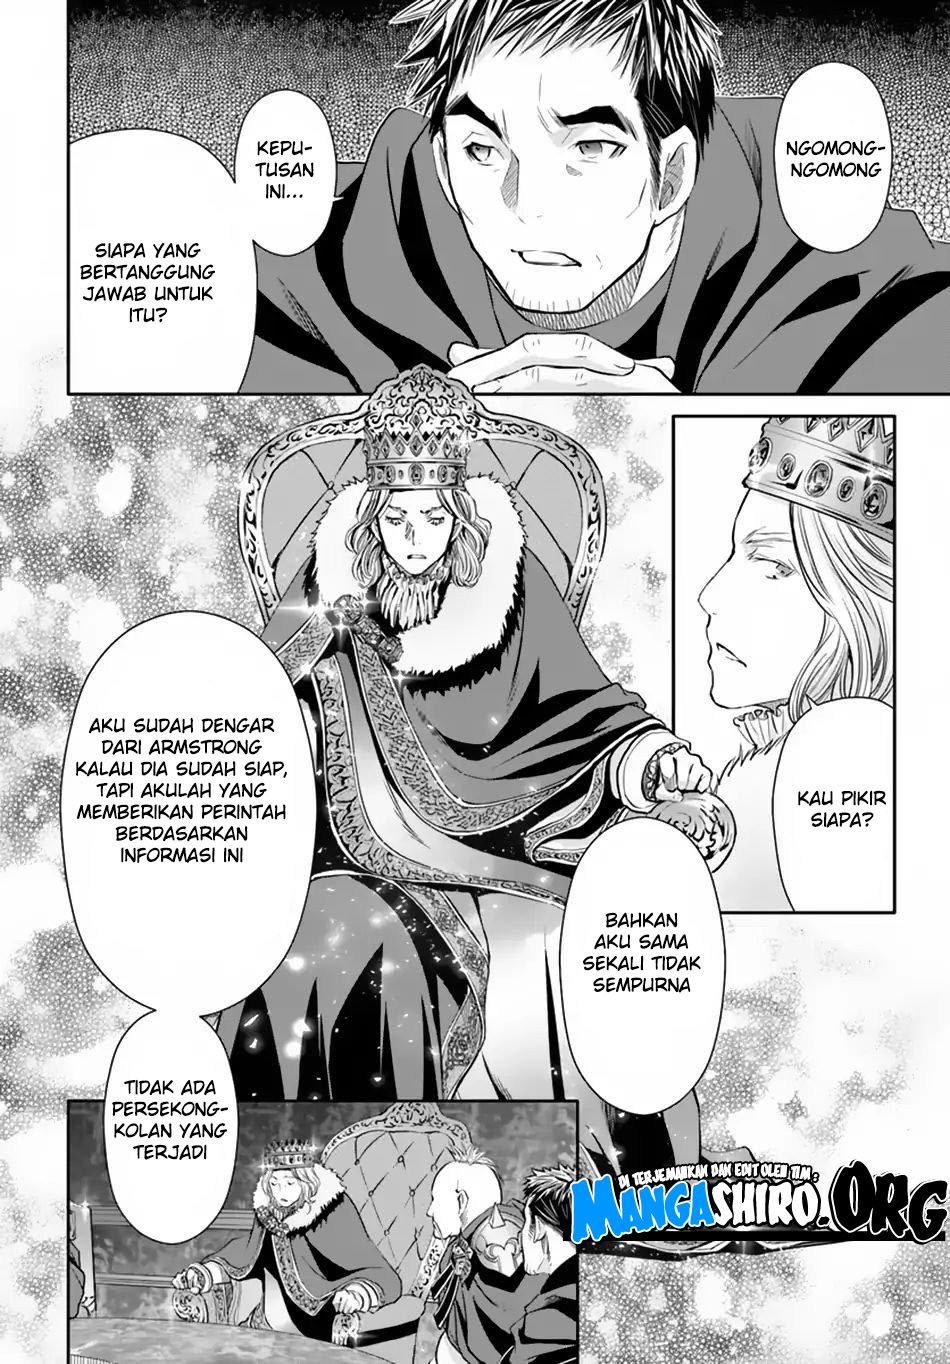 NGOMONG-
NGOMONG
KEPU-
TUSAN
INI...
SIAPA YANG
BERTANGGUNG
JAWAB UNTUK
ITU?
KAU PIKIR
SIAPA?
BAHKAN
AKU SAMA
SEKALI TIDAK
SEMPURNA
AKU SUDAH DENGAR
DARI ARMSTRONG
KALAU DIA SUDAH SIAP,
TAPI AKULAH YANG
MEMBERIKAN PERINTAH
BERDASARKAN
INFORMASI INI
TIDAK ADA
PERSEKONG-
KOLAN YANG
TERJADI
DI TERJEMAHKAN DAN EDIT OLEH TIM :
MANGASHIRO.ORG